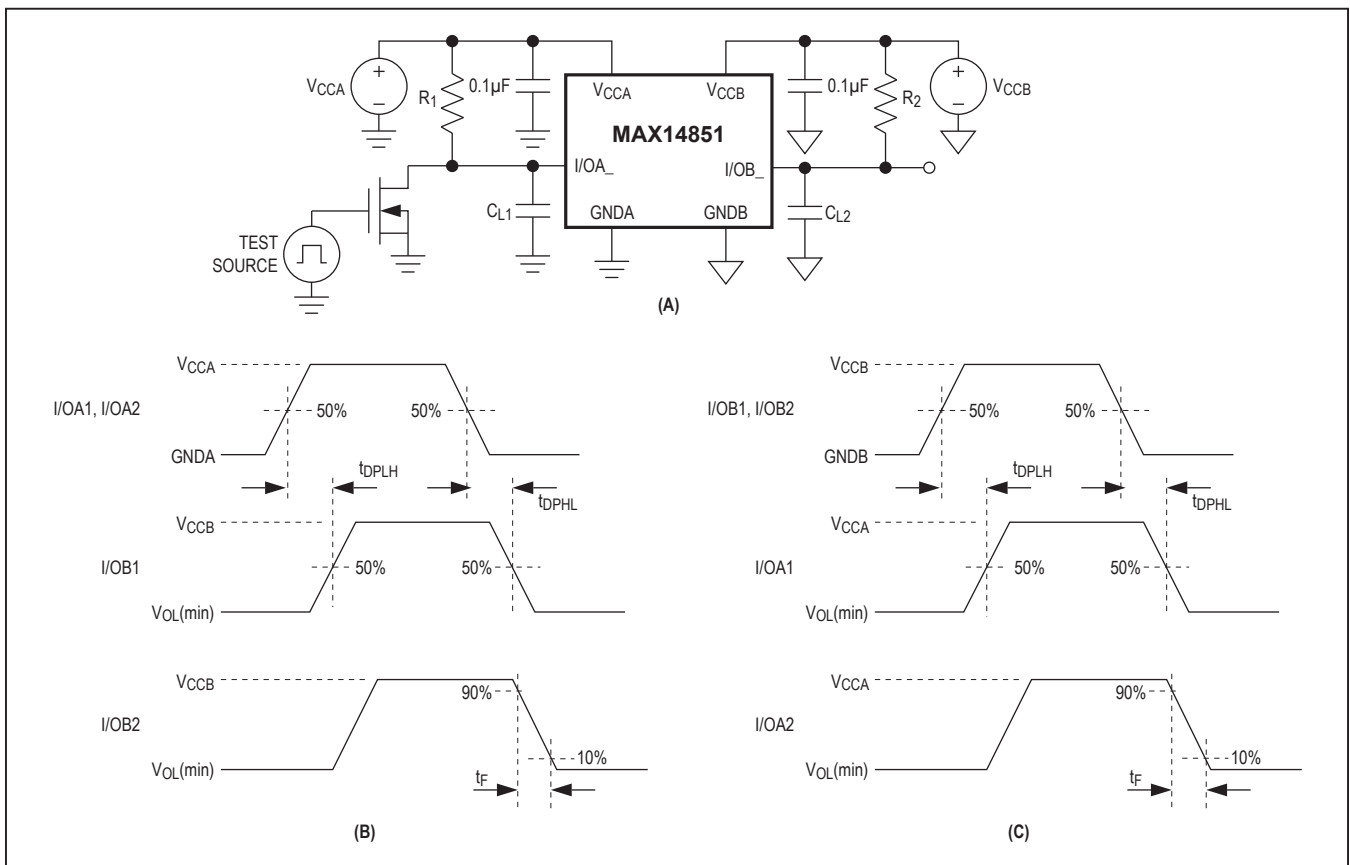 VCCA
+
−
R1
0.1µF
VCCA
VCCB
MAX14851
I/OA_
I/OB_
GNDA
GNDB
CL1
TEST
SOURCE
0.1µF
R2
+
−
VCCB
CL2
(A)
VCCA
I/OA1, I/OA2
50%
50%
GNDA
tDPLH
tDPHL
VCCB
I/OB1
50%
50%
VOL(min)
VCCB
90%
I/OB2
10%
VOL(min)
tF
(B)
VCCB
I/OB1, I/OB2
50%
50%
GNDB
tDPLH
tDPHL
VCCA
I/OA1
50%
50%
VOL(min)
VCCA
90%
I/OA2
10%
VOL(min)
tF
(C)